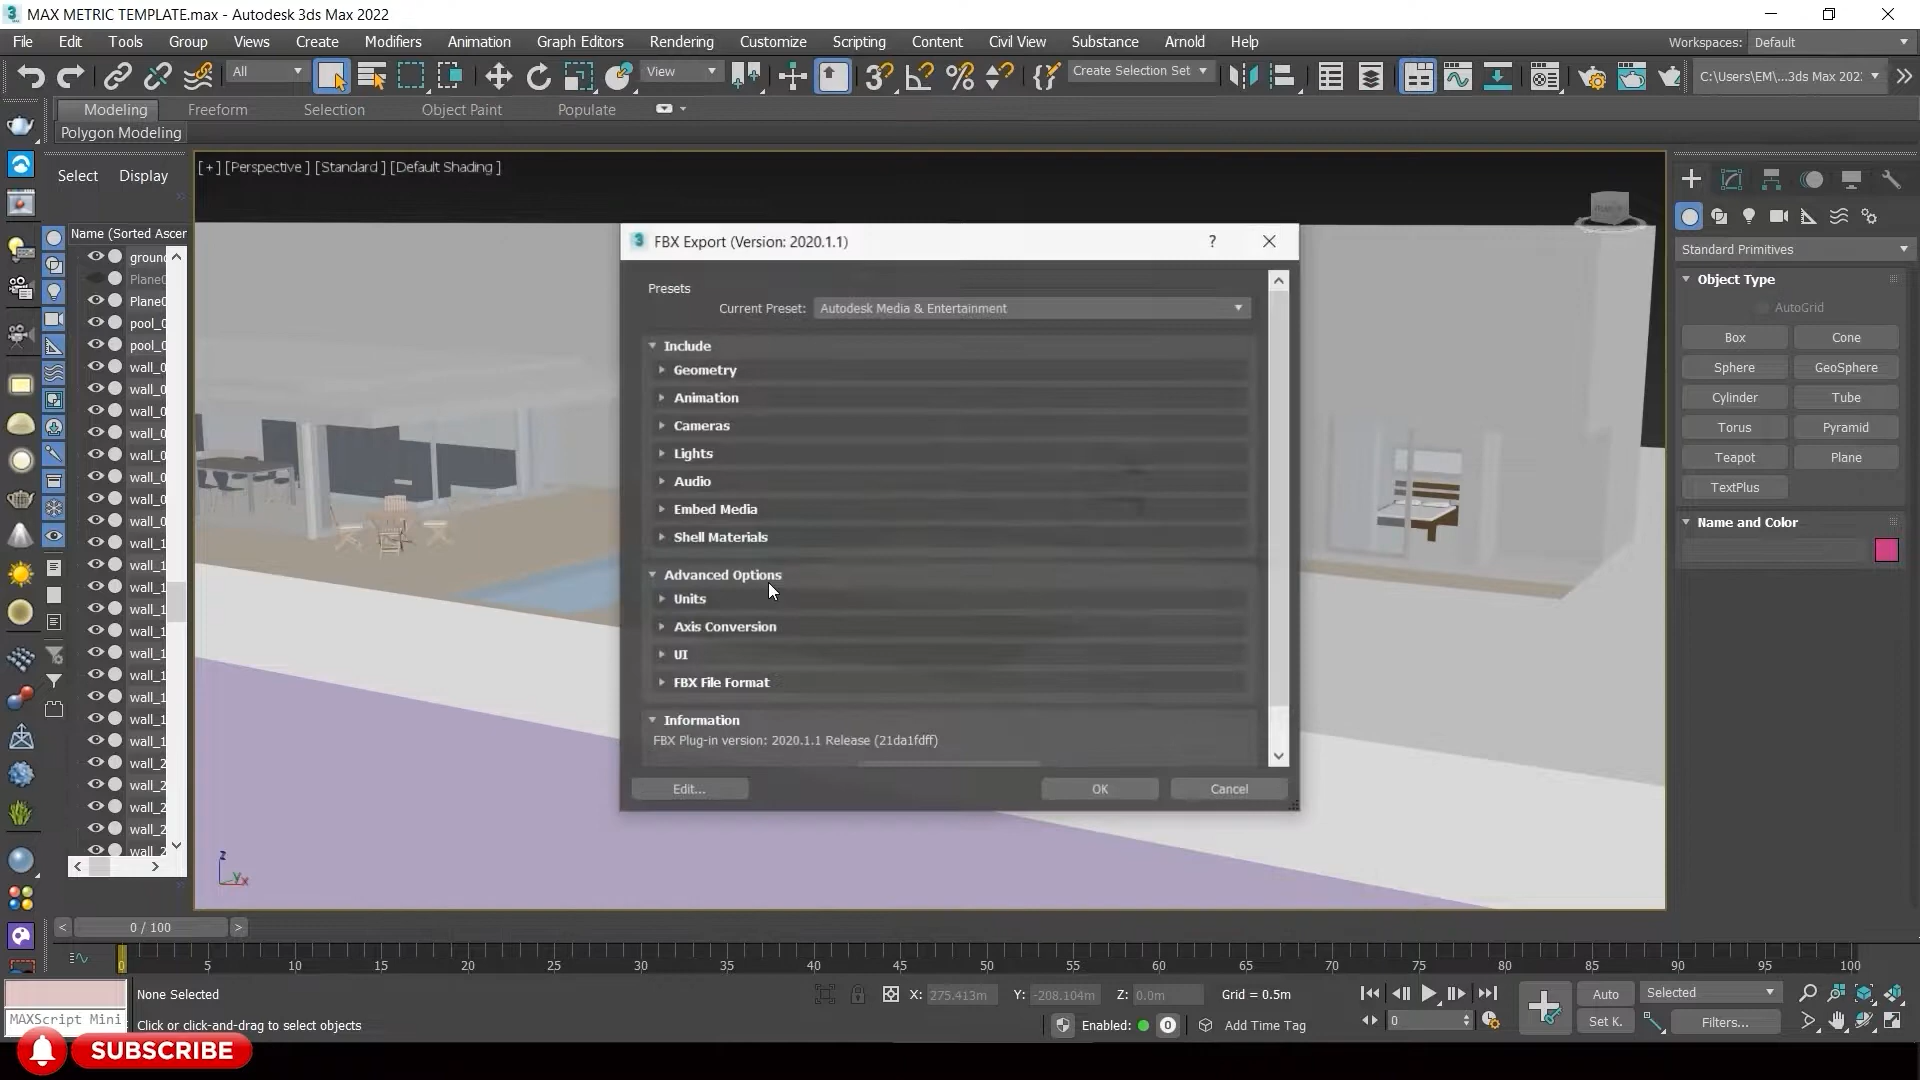 MAX METRIC TEMPLATE.max - Autodesk 3ds Max 2022
File Edit Tools Group Views Create Modifiers Animation Graph Editors Rendering Customize Scripting Content Civil View Substance Arnold Help Workspaces: Default
All View Create Selection Set C:\Users\EM\...3ds Max 202:
Modeling Freeform Selection Object Paint Populate
Polygon Modeling
[+] [Perspective ] [Standard ] [Default Shading ]
Select Display
Name (Sorted Ascer
ground
Plane0
Plane0
pool_0
pool_0
wall_0
wall_0
wall_0
wall_0
wall_0
wall_0
wall_0
wall_0
wall_1
wall_1
wall_1
wall_1
wall_1
wall_1
wall_1
wall_1
wall_1
wall_1
wall_2
wall_2
wall_2
wall_2
wall_2
FBX Export (Version: 2020.1.1)
Presets
Current Preset: Autodesk Media & Entertainment
Include
Geometry
Animation
Cameras
Lights
Audio
Embed Media
Shell Materials
Advanced Options
Units
Axis Conversion
UI
FBX File Format
Information
FBX Plug-in version: 2020.1.1 Release (21da1fdff)
Edit... OK Cancel
Standard Primitives
Object Type
AutoGrid
Box Cone
Sphere GeoSphere
Cylinder Tube
Torus Pyramid
Teapot Plane
TextPlus
Name and Color
z
y x
0 / 100
0 5 10 15 20 25 30 35 40 45 50 55 60 65 70 75 80 85 90 95 100
None Selected X: 275.413m Y: -208.104m Z: 0.0m Grid = 0.5m Auto Selected
MAXScript Mini Click or click-and-drag to select objects Enabled: 0 Add Time Tag 0 Set K. Filters...
SUBSCRIBE